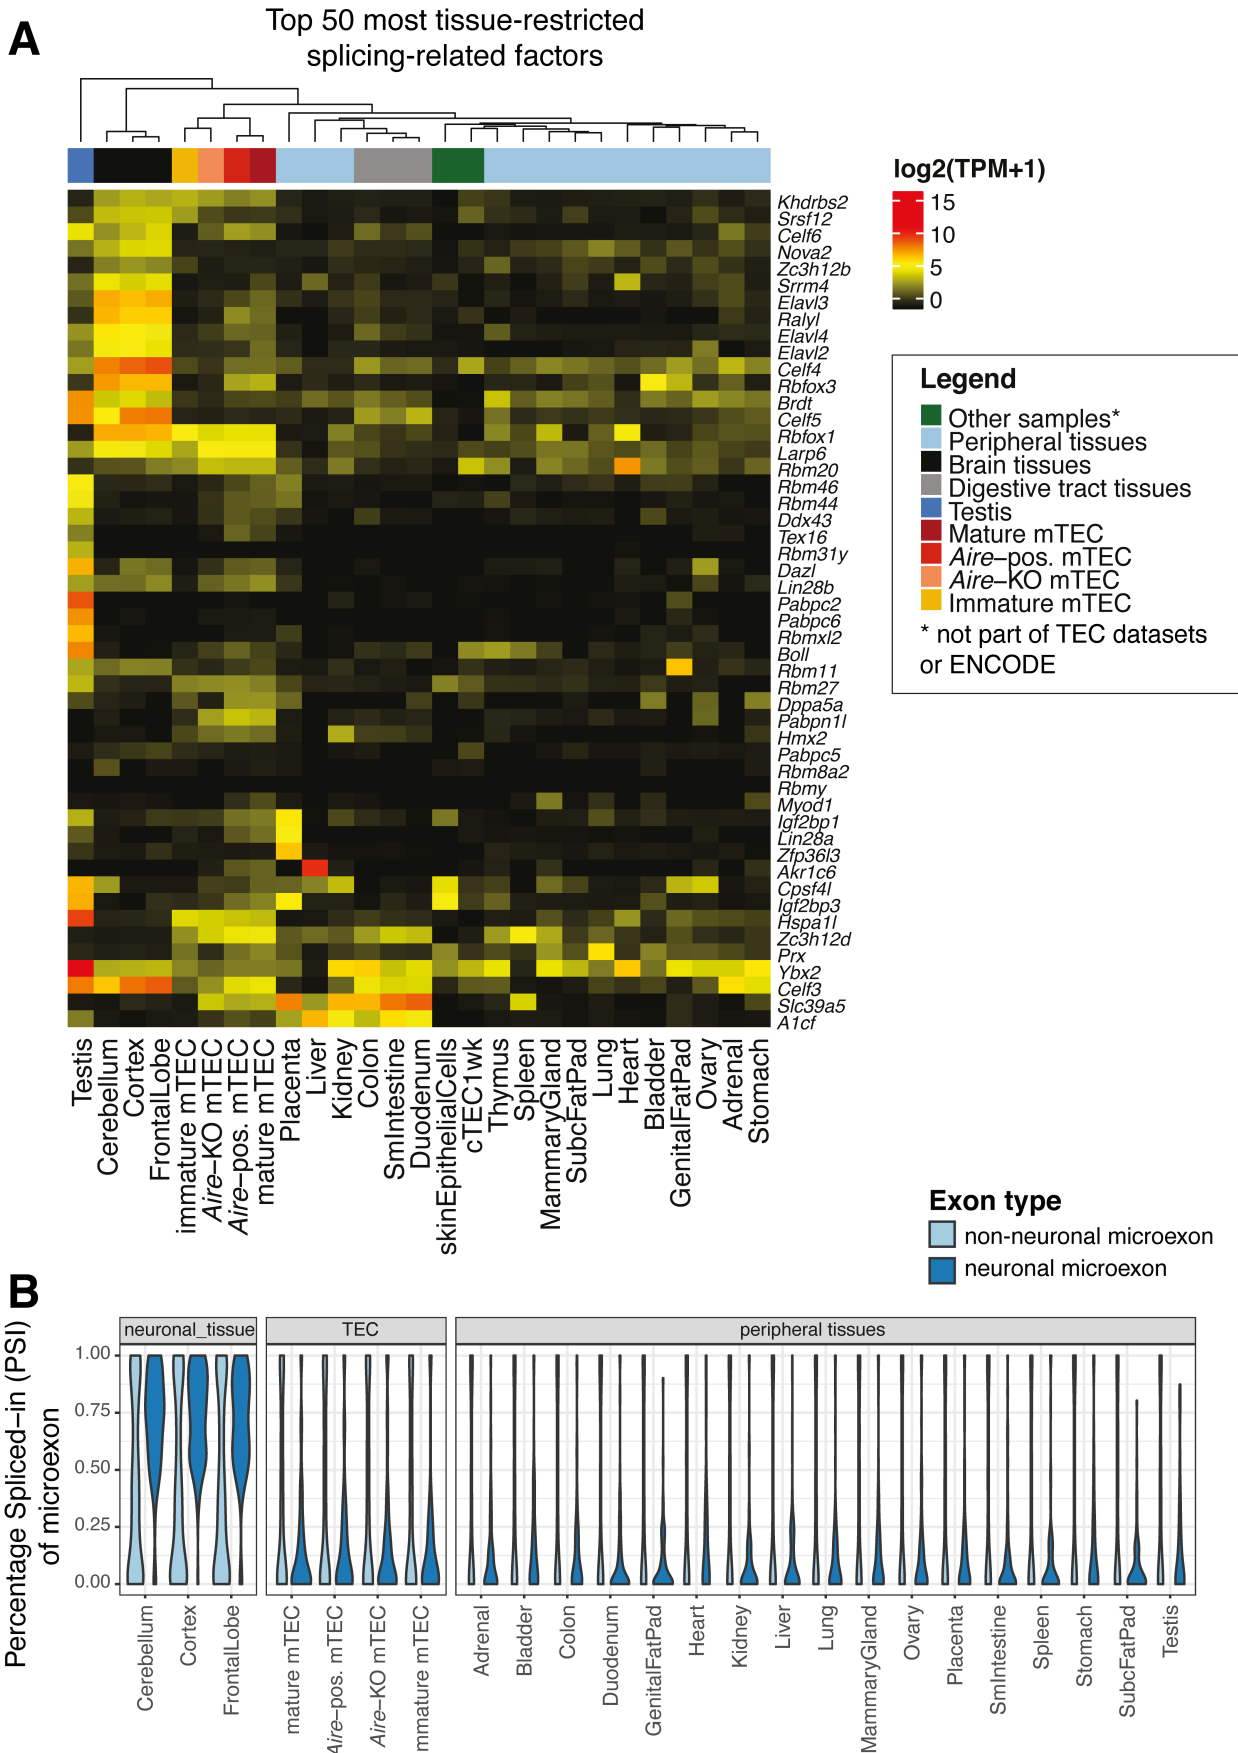 A
Top 50 most tissue-restricted
splicing-related factors
log2(TPM+1)
15
10
5
0
Khdrbs2
Srsf12
Celf6
Nova2
Zc3h12b
Srrm4
Elavl3
Ralyl
Elavl4
Elavl2
Celf4
Rbfox3
Brdt
Celf5
Rbfox1
Larp6
Rbm20
Rbm46
Rbm44
Ddx43
Tex16
Rbm31y
Dazl
Lin28b
Pabpc2
Pabpc6
Rbmxl2
Boll
Rbm11
Rbm27
Dppa5a
Pabpn1l
Hmx2
Pabpc5
Rbm8a2
Rbmy
Myod1
Igf2bp1
Lin28a
Zfp36l3
Akr1c6
Cpsf4l
Igf2bp3
Hspa1l
Zc3h12d
Prx
Ybx2
Celf3
Slc39a5
A1cf
Legend
Other samples*
Peripheral tissues
Brain tissues
Digestive tract tissues
Testis
Mature mTEC
Aire–pos. mTEC
Aire–KO mTEC
Immature mTEC
* not part of TEC datasets
or ENCODE
Testis
Cerebellum
Cortex
FrontalLobe
immature mTEC
Aire–KO mTEC
Aire–pos. mTEC
mature mTEC
Placenta
Liver
Kidney
Colon
SmIntestine
Duodenum
skinEpithelialCells
cTEC1wk
Thymus
Spleen
MammaryGland
SubcFatPad
Lung
Heart
Bladder
GenitalFatPad
Ovary
Adrenal
Stomach
Exon type
non-neuronal microexon
neuronal microexon
B
Percentage Spliced–in (PSI)
of microexon
neuronal_tissue
TEC
peripheral tissues
1.00
0.75
0.50
0.25
0.00
Cerebellum
Cortex
FrontalLobe
mature mTEC
Aire–pos. mTEC
Aire–KO mTEC
mmature mTEC
Adrenal
Bladder
Colon
Duodenum
GenitalFatPad
Heart
Kidney
Liver
Lung
MammaryGland
Ovary
Placenta
SmIntestine
Spleen
Stomach
SubcFatPad
Testis